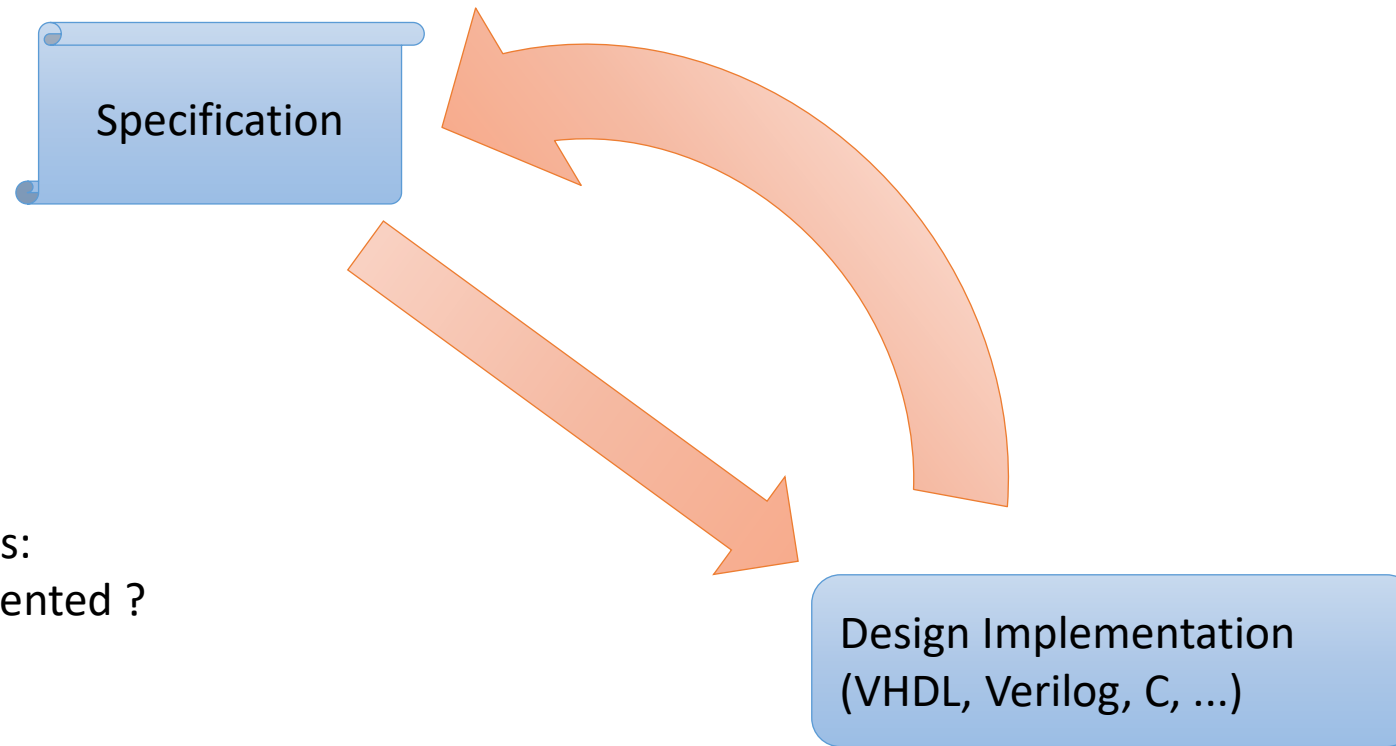 Specification
s:
ented ?
Design Implementation
(VHDL, Verilog, C, ...)